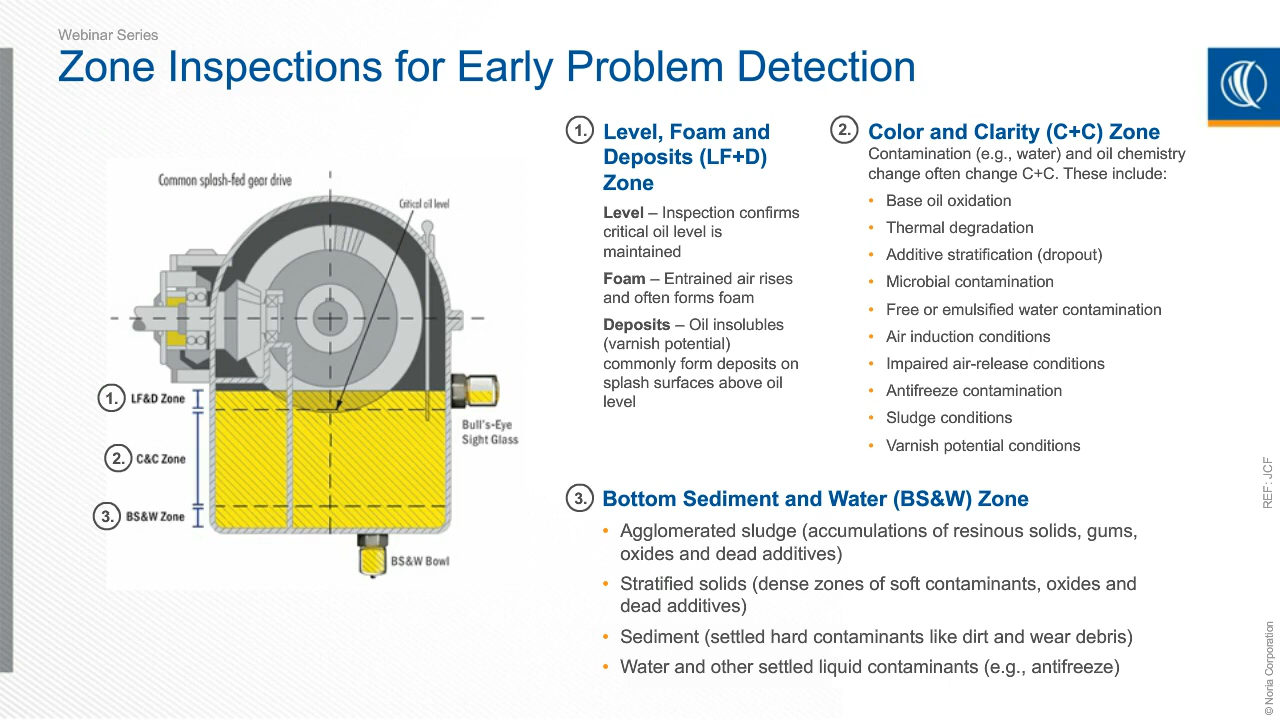 Webinar Series
Zone Inspections for Early Problem Detection
Common splash-fed gear drive
Critical oil level
1.
LF&D Zone
2.
C&C Zone
3.
BS&W Zone
Bull's-Eye
Sight Glass
BS&W Bowl
1.
Level, Foam and
Deposits (LF+D)
Zone
Level – Inspection confirms
critical oil level is
maintained
Foam – Entrained air rises
and often forms foam
Deposits – Oil insolubles
(varnish potential)
commonly form deposits on
splash surfaces above oil
level
2.
Color and Clarity (C+C) Zone
Contamination (e.g., water) and oil chemistry
change often change C+C. These include:
• Base oil oxidation
• Thermal degradation
• Additive stratification (dropout)
• Microbial contamination
• Free or emulsified water contamination
• Air induction conditions
• Impaired air-release conditions
• Antifreeze contamination
• Sludge conditions
• Varnish potential conditions
3.
Bottom Sediment and Water (BS&W) Zone
• Agglomerated sludge (accumulations of resinous solids, gums,
oxides and dead additives)
• Stratified solids (dense zones of soft contaminants, oxides and
dead additives)
• Sediment (settled hard contaminants like dirt and wear debris)
• Water and other settled liquid contaminants (e.g., antifreeze)
REF: JCF
© Noria Corporation